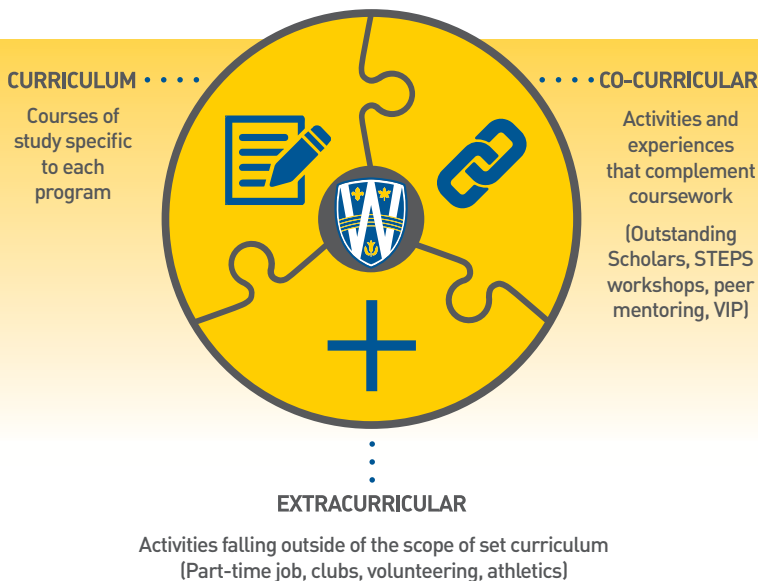 CURRICULUM
Courses of
study specific
to each
program
CO-CURRICULAR
Activities and
experiences
that complement
coursework
(Outstanding
Scholars, STEPS
workshops, peer
mentoring, VIP)
W
EXTRACURRICULAR
Activities falling outside of the scope of set curriculum
(Part-time job, clubs, volunteering, athletics)